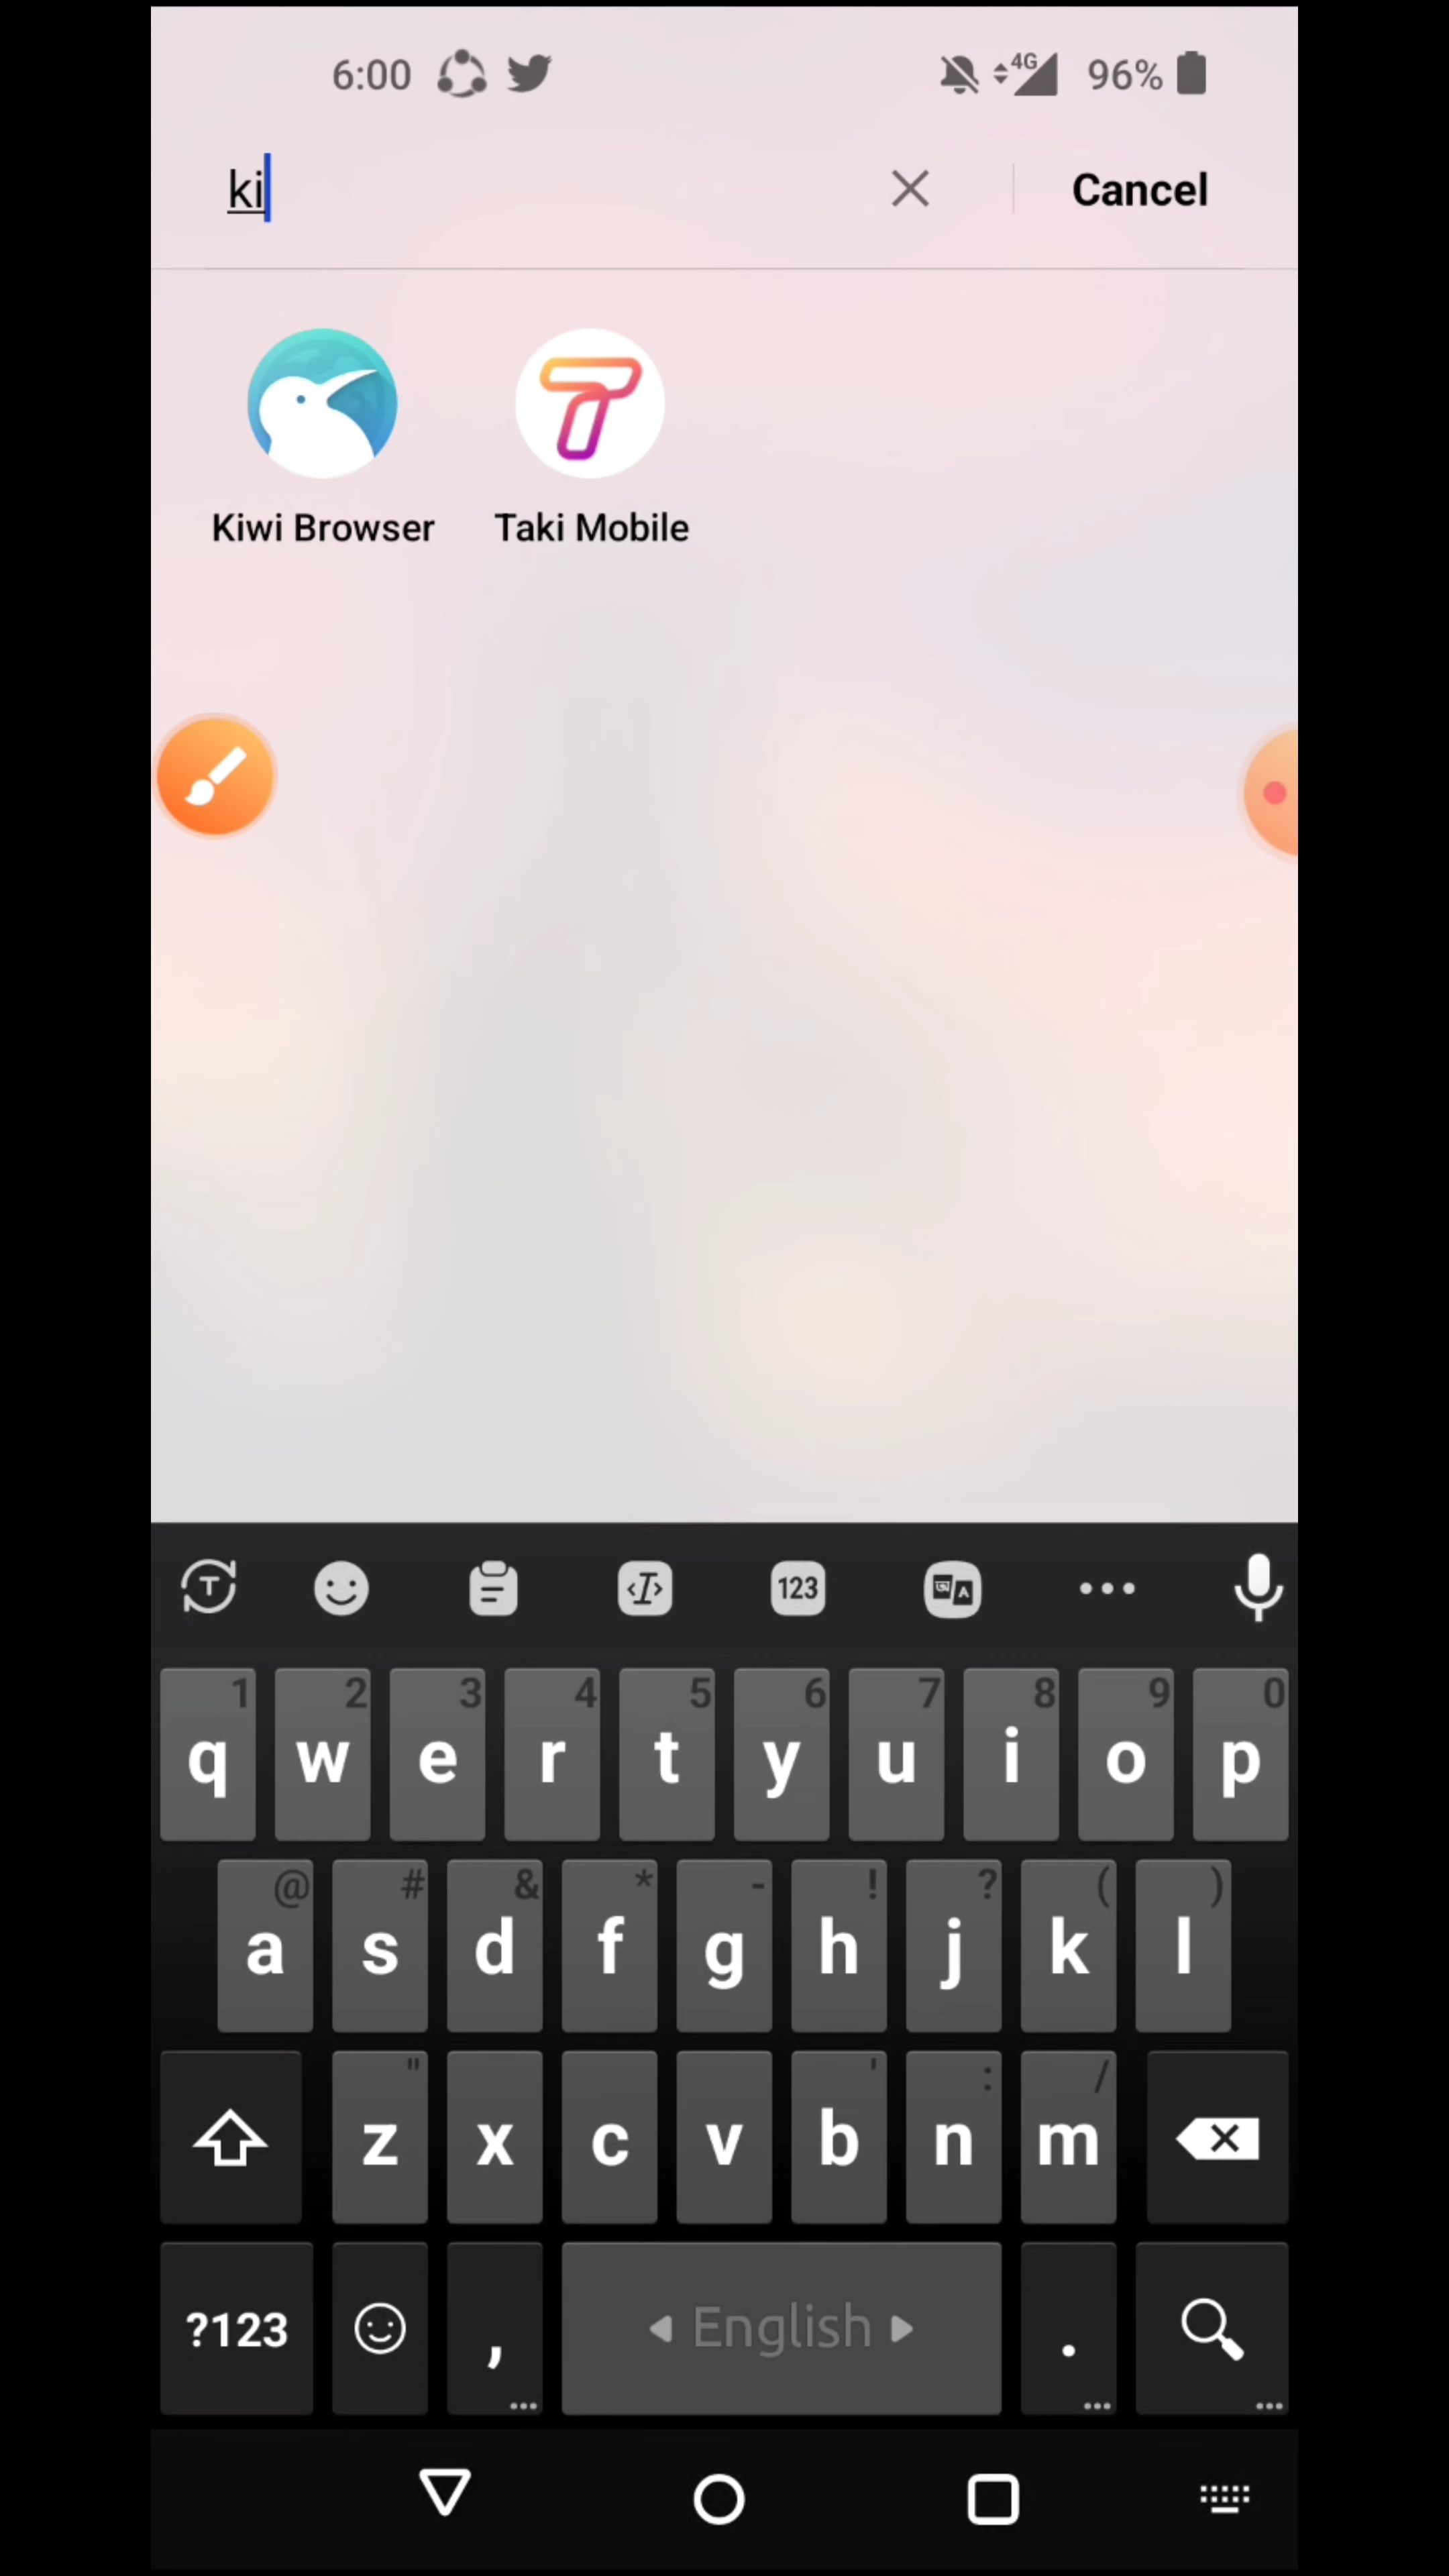 6:00 4G 96%
ki Cancel
Kiwi Browser Taki Mobile
T 123 A
1 2 3 4 5 6 7 8 9 0
q w e r t y u i o p
@ # & * - ! ? ( )
a s d f g h j k l
" ' : /
z x c v b n m
?123 , English .